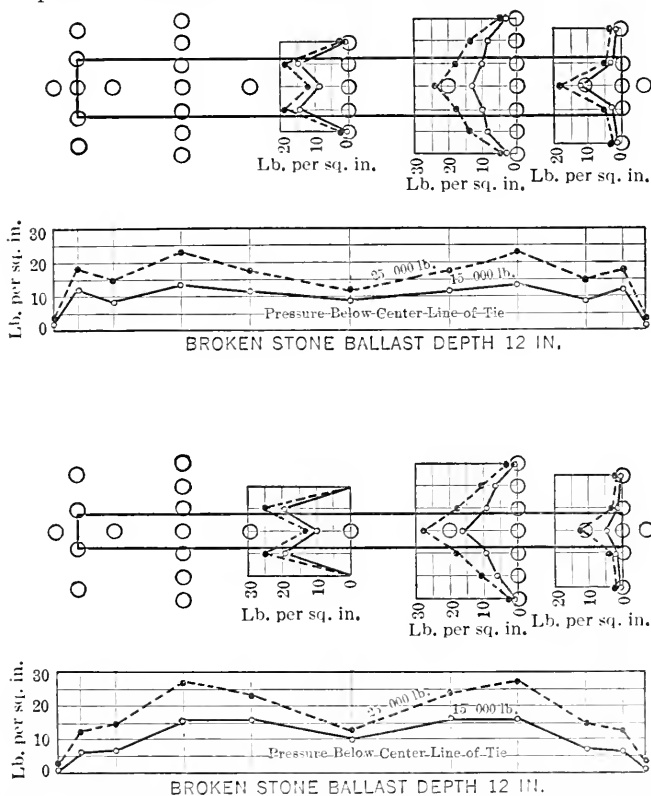 20 10 0
Lb. per sq. in.
30 20 10 0
Lb. per sq. in.
20 10 0
Lb. per sq. in.
Lb. per sq. in.
30
20
10
0
25 000 lb.
15 000 lb.
Pressure Below Center Line of Tie
BROKEN STONE BALLAST DEPTH 12 IN.
30 20 10 0
Lb. per sq. in.
30 20 10 0
Lb. per sq. in.
20 10 0
Lb. per sq. in.
Lb. per sq. in.
30
20
10
0
25 000 lb.
15 000 lb.
Pressure Below Center Line of Tie
BROKEN STONE BALLAST DEPTH 12 IN.